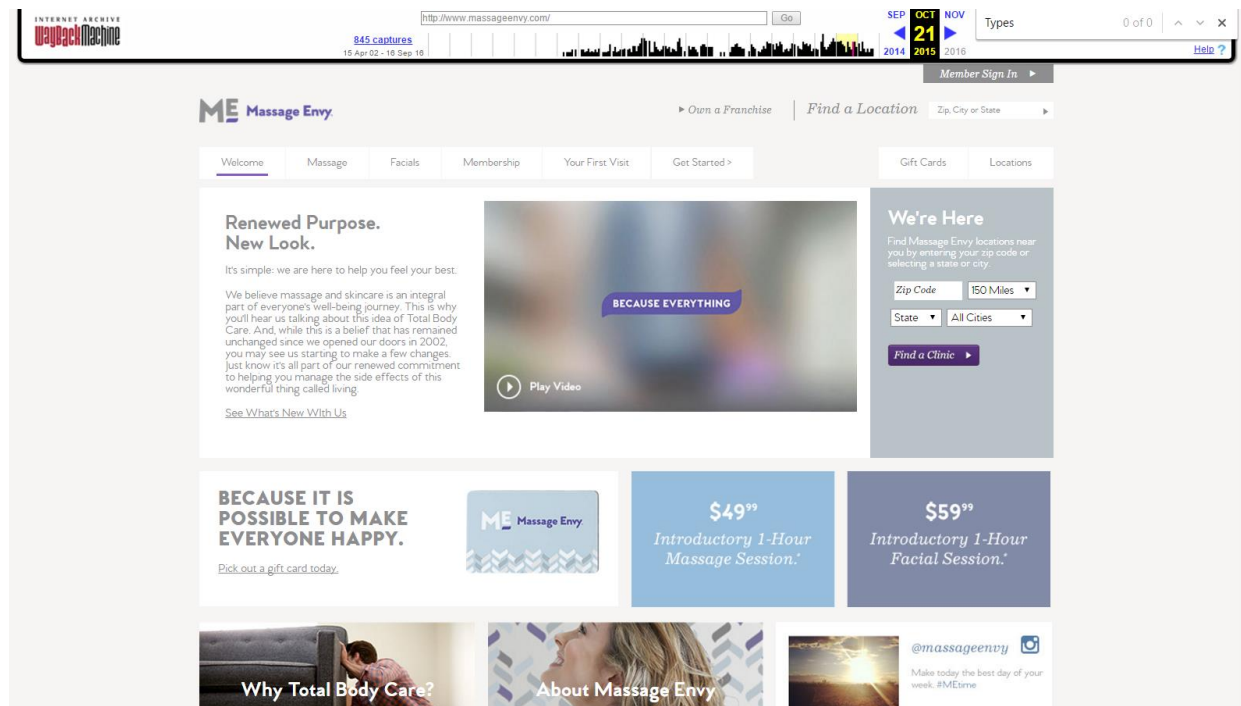 INTERNET ARCHIVE
WayBackMachine
http://www.massageenvy.com/
Go
845 captures
15 Apr 02 - 16 Sep 16
SEP OCT NOV
21
2014 2015 2016
Types
0 of 0
Help ?
Member Sign In
ME Massage Envy
Own a Franchise
Find a Location
Zip, City or State
Welcome
Massage
Facials
Membership
Your First Visit
Get Started >
Gift Cards
Locations
Renewed Purpose.
New Look.
It's simple: we are here to help you feel your best.
We believe massage and skincare is an integral
part of everyone's well-being journey. This is why
you'll hear us talking about this idea of Total Body
Care. And, while this is a belief that has remained
unchanged since we opened our doors in 2002,
you may see us starting to make a few changes.
Just know it's all part of our renewed commitment
to helping you manage the side effects of this
wonderful thing called living.
See What's New WIth Us
BECAUSE EVERYTHING
Play Video
We're Here
Find Massage Envy locations near
you by entering your zip code or
selecting a state or city.
Zip Code
150 Miles
State
All Cities
Find a Clinic
BECAUSE IT IS
POSSIBLE TO MAKE
EVERYONE HAPPY.
Pick out a gift card today.
ME Massage Envy
$49⁹⁹
Introductory 1-Hour
Massage Session.*
$59⁹⁹
Introductory 1-Hour
Facial Session.*
Why Total Body Care?
About Massage Envy
@massageenvy
Make today the best day of your
week. #MEtime